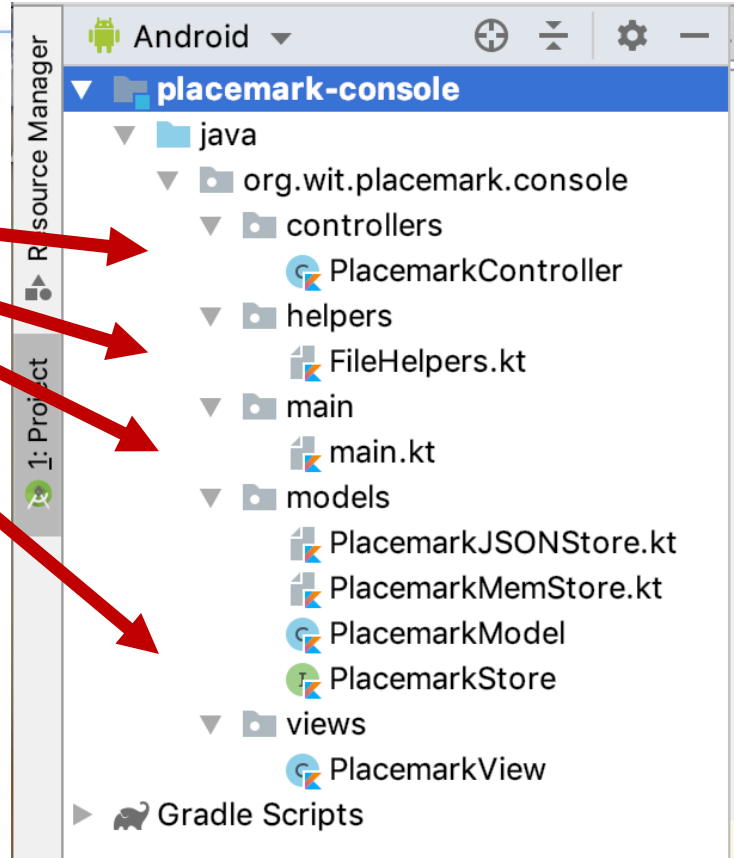 Android
Resource Manager
1: Project
placemark-console
java
org.wit.placemark.console
controllers
PlacemarkController
helpers
FileHelpers.kt
main
main.kt
models
PlacemarkJSONStore.kt
PlacemarkMemStore.kt
PlacemarkModel
PlacemarkStore
views
PlacemarkView
Gradle Scripts